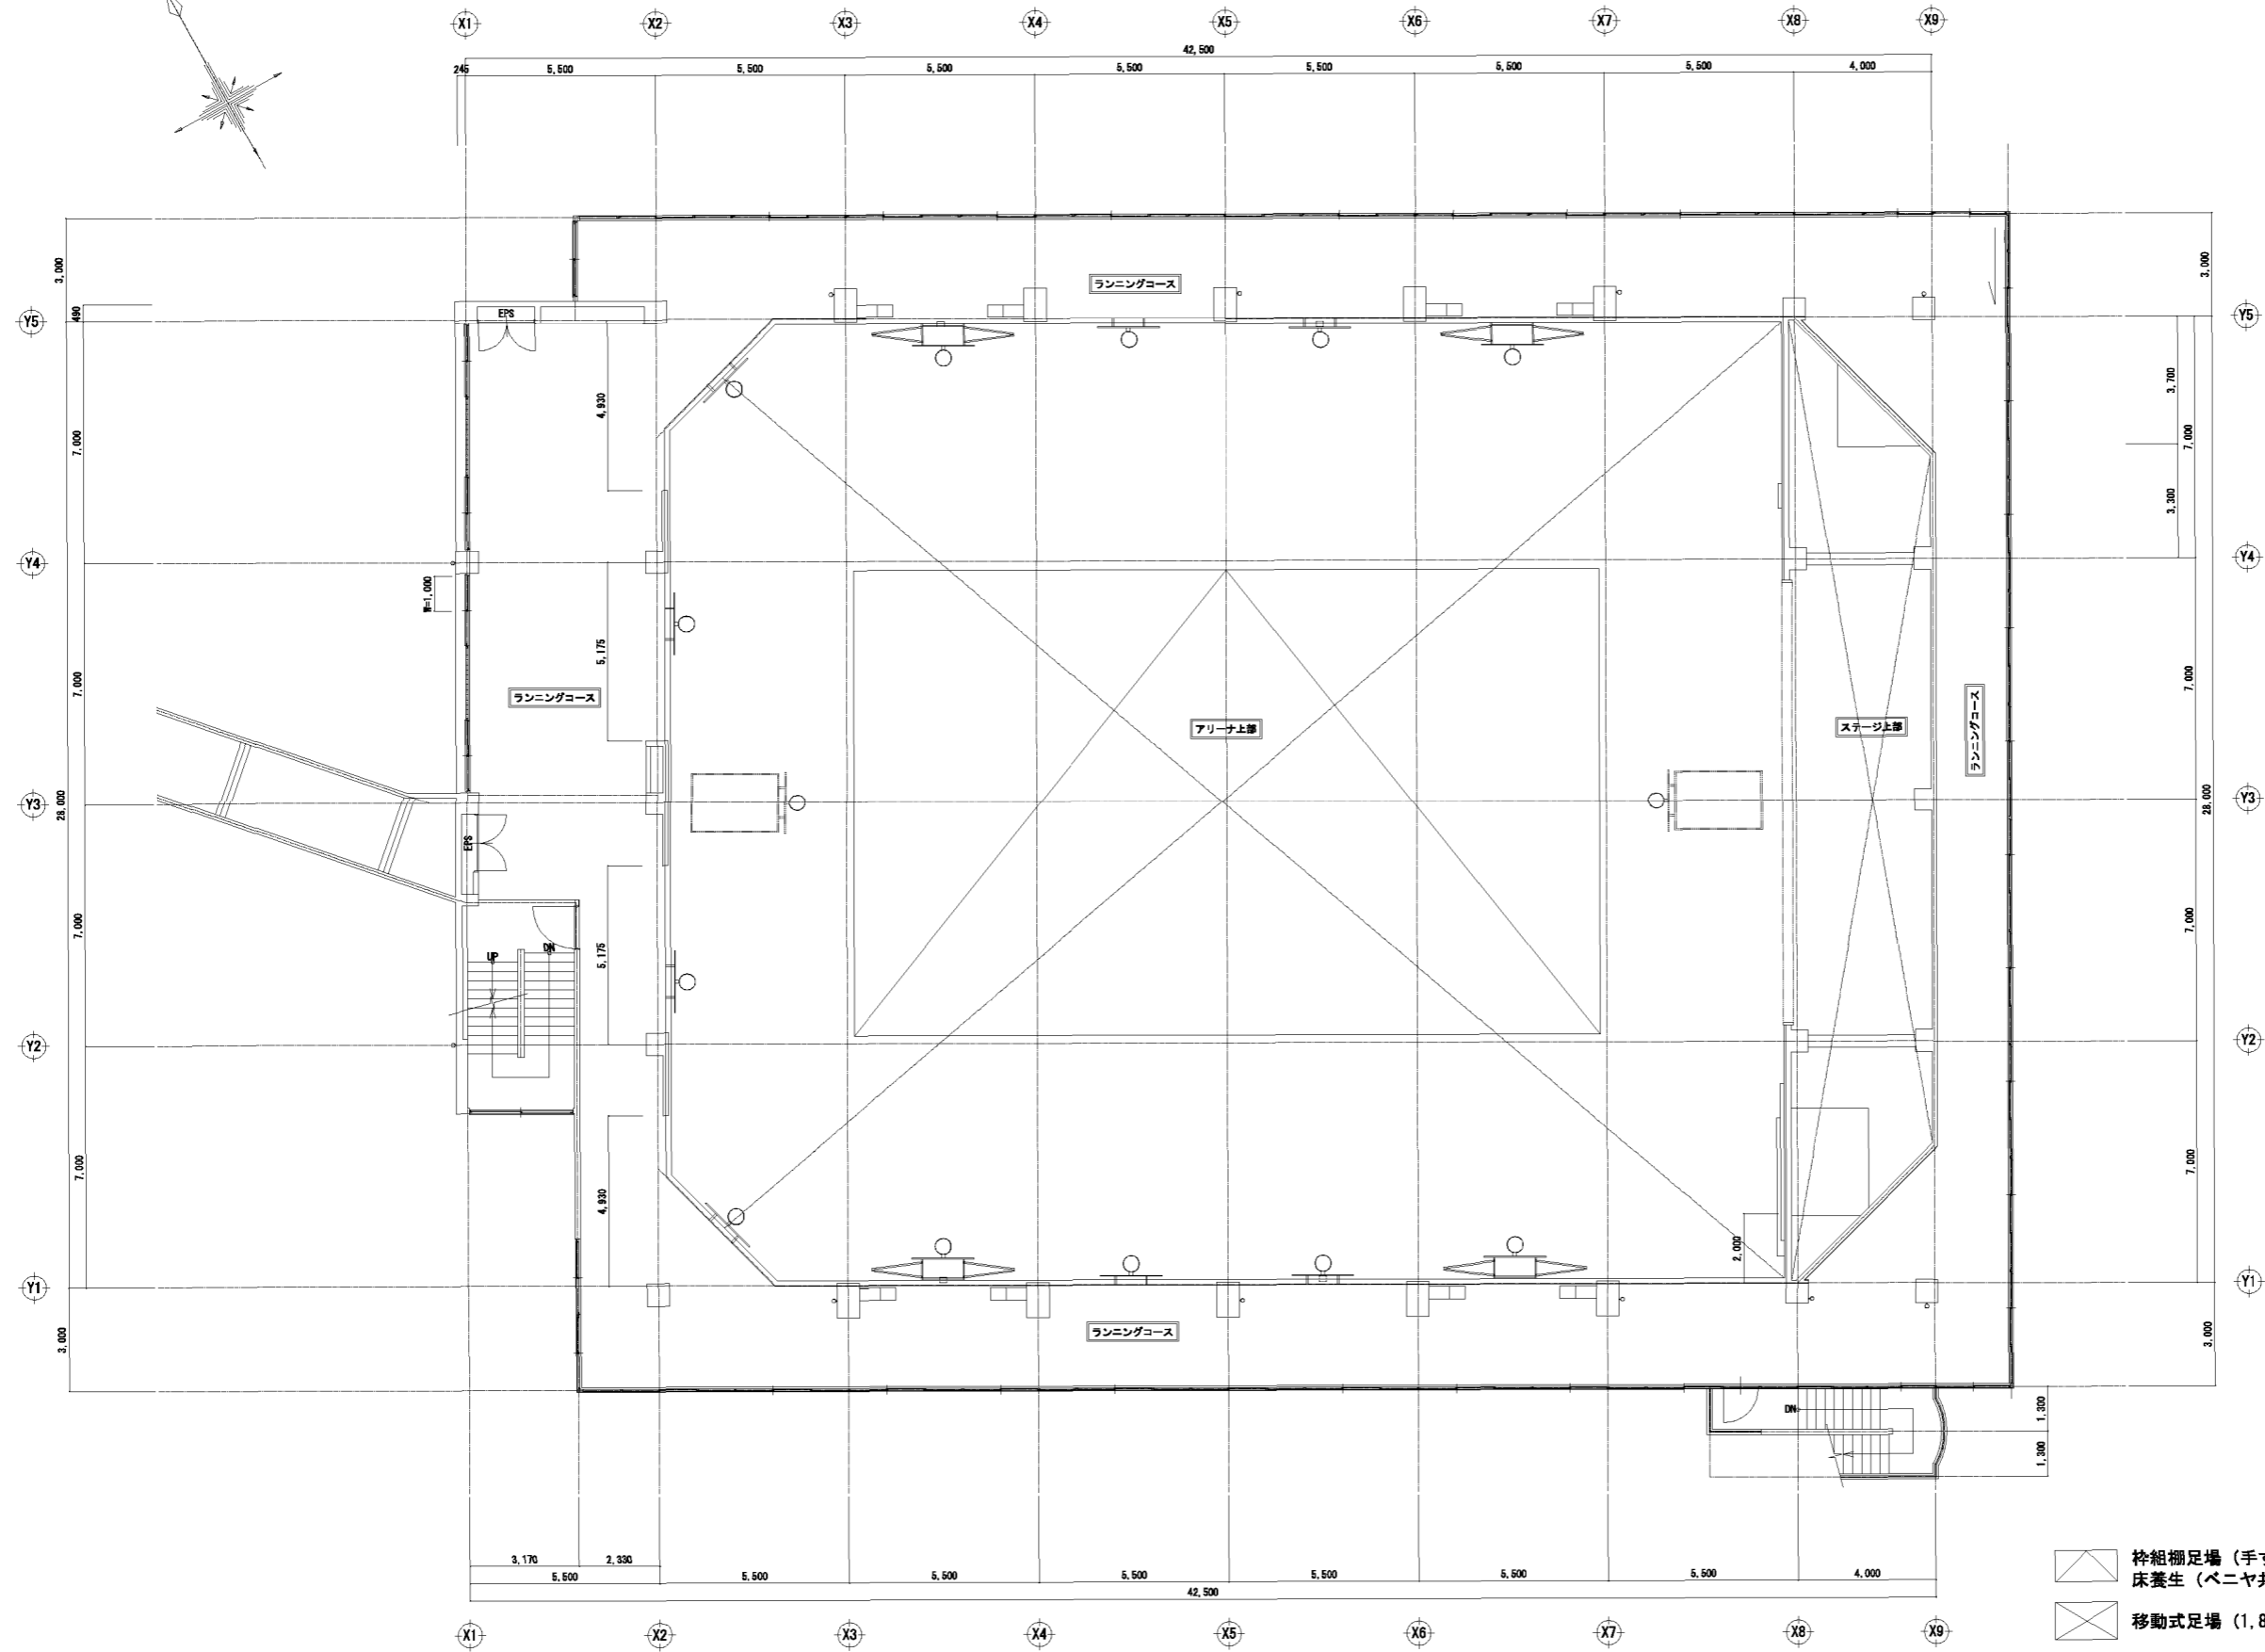 X1
X2
X3
X4
X5
X6
X7
X8
X9
42,500
245
5,500
5,500
5,500
5,500
5,500
5,500
5,500
4,000
3,000
3,000
ランニングコース
490
EPS
Y5
Y5
3,700
4,930
7,000
7,000
3,300
Y4
Y4
W=1,000
5,175
7,000
7,000
ランニングコース
アリーナ上部
ステージ上部
ランニングコース
Y3
28,000
Y3
28,000
EPS
7,000
7,000
5,175
UP
DN
Y2
Y2
7,000
7,000
4,930
2,000
Y1
Y1
3,000
3,000
ランニングコース
DN
1,300
1,300
3,170
2,330
5,500
5,500
5,500
5,500
5,500
5,500
5,500
4,000
42,500
枠組棚足場（手す
床養生（ベニヤ
移動式足場（1,8
X1
X2
X3
X4
X5
X6
X7
X8
X9